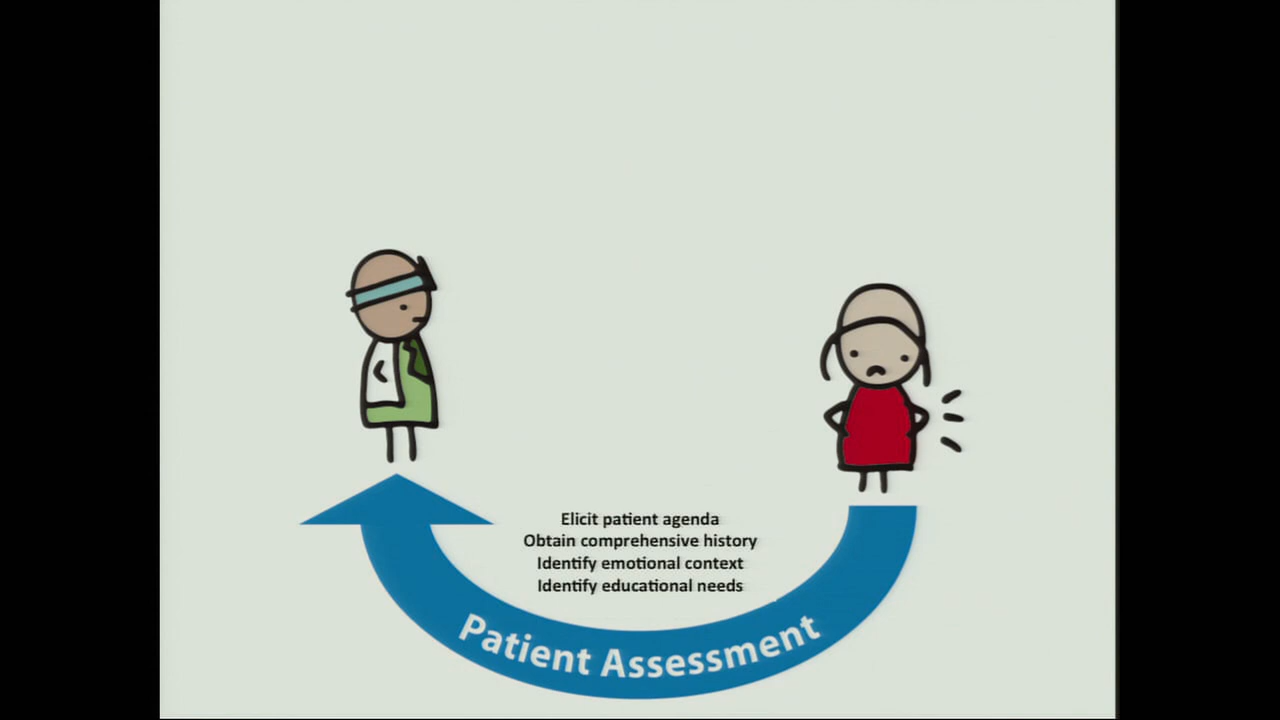 Elicit patient agenda
Obtain comprehensive history
Identify emotional context
Identify educational needs
Patient Assessment